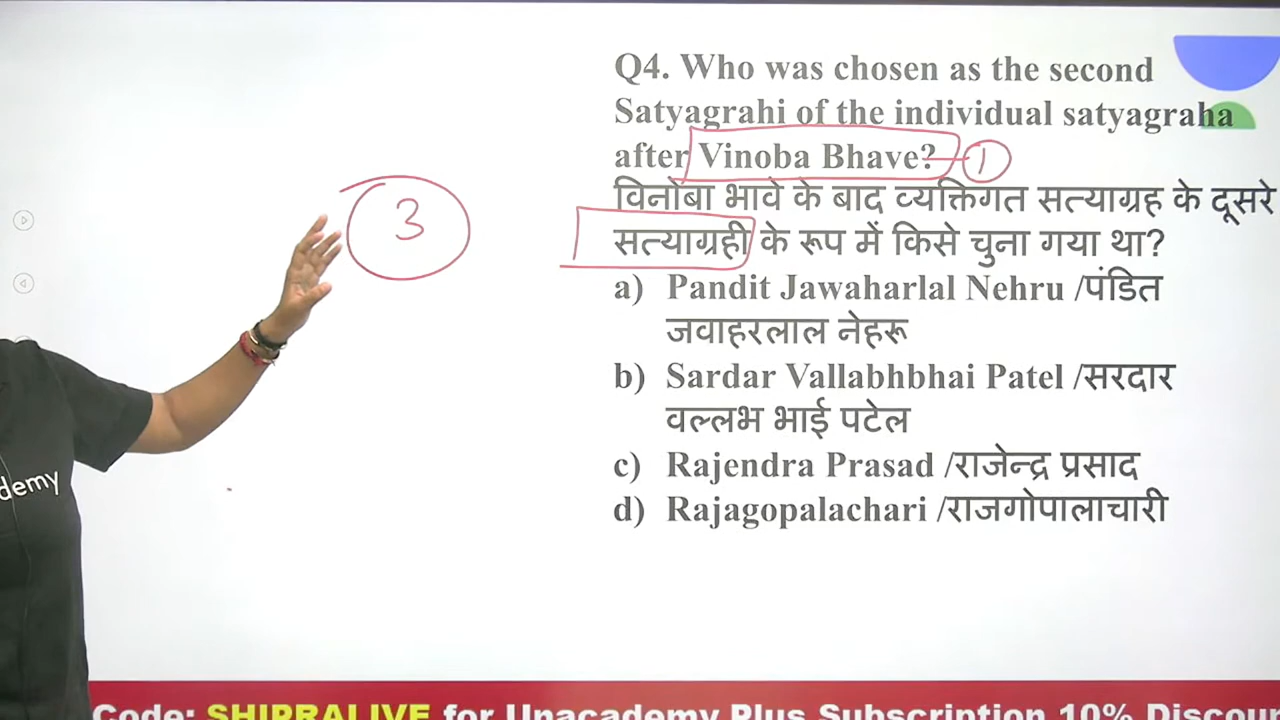 Q4. Who was chosen as the second
Satyagrahi of the individual satyagraha
after Vinoba Bhave? 1
विनोबा भावे के बाद व्यक्तिगत सत्याग्रह के दूसरे
सत्याग्रही के रूप में किसे चुना गया था?
3
a) Pandit Jawaharlal Nehru /पंडित
जवाहरलाल नेहरू
b) Sardar Vallabhbhai Patel /सरदार
वल्लभ भाई पटेल
c) Rajendra Prasad /राजेन्द्र प्रसाद
d) Rajagopalachari /राजगोपालाचारी
demy
Code: SHIPRALIVE for Unacademy Plus Subscription 10% Discou